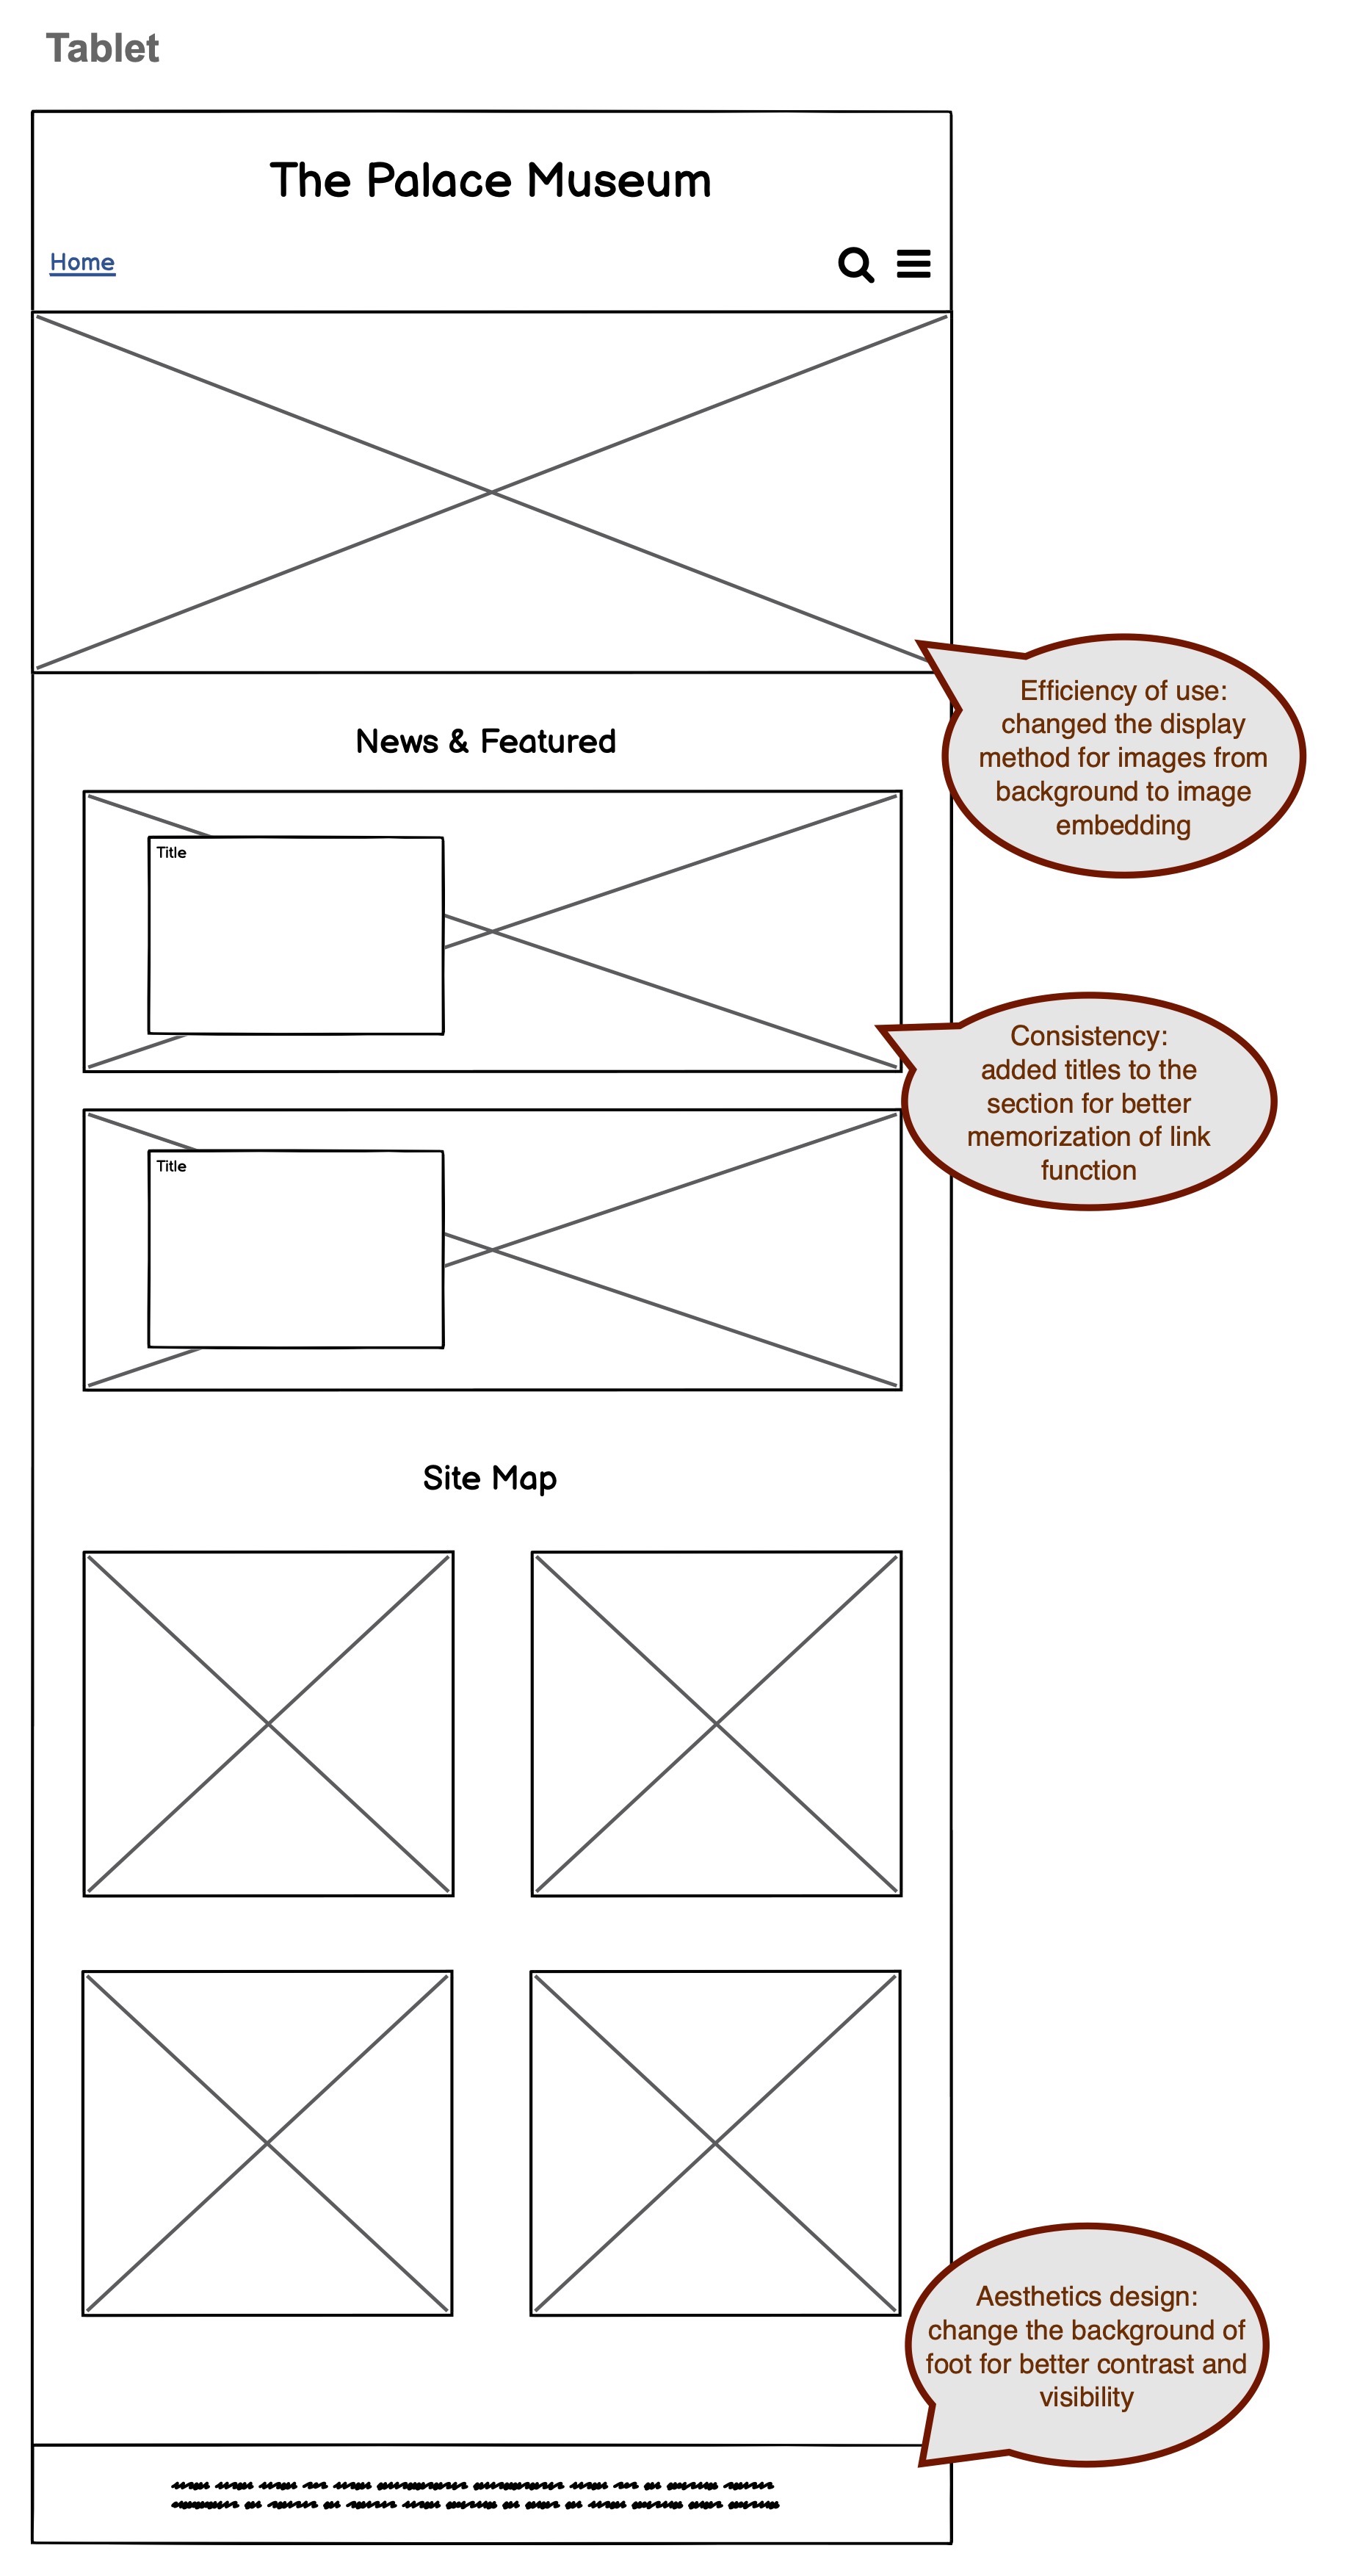 Tablet
The Palace Museum
Home
Efficiency of use:
changed the display
method for images from
background to image
embedding
News & Featured
Title
Consistency:
added titles to the
section for better
memorization of link
function
Title
Site Map
Aesthetics design:
change the background of
foot for better contrast and
visibility